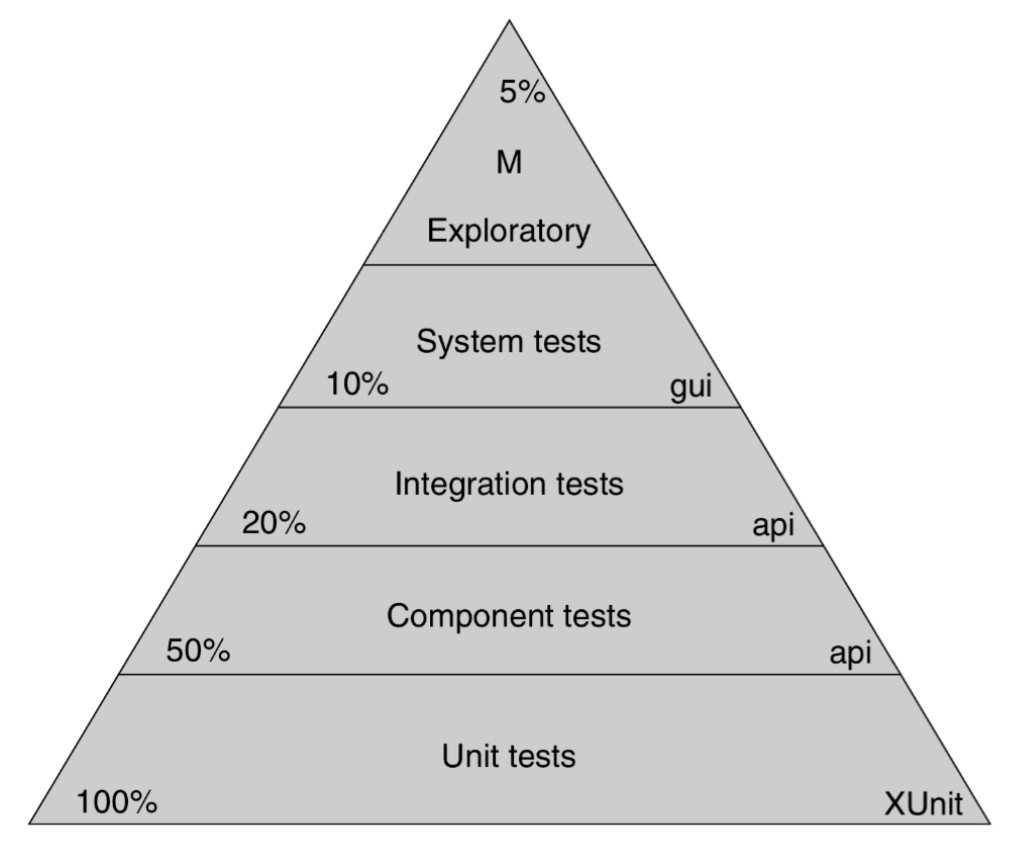 5%
M
Exploratory
System tests
10% gui
Integration tests
20% api
Component tests
50% api
Unit tests
100% XUnit